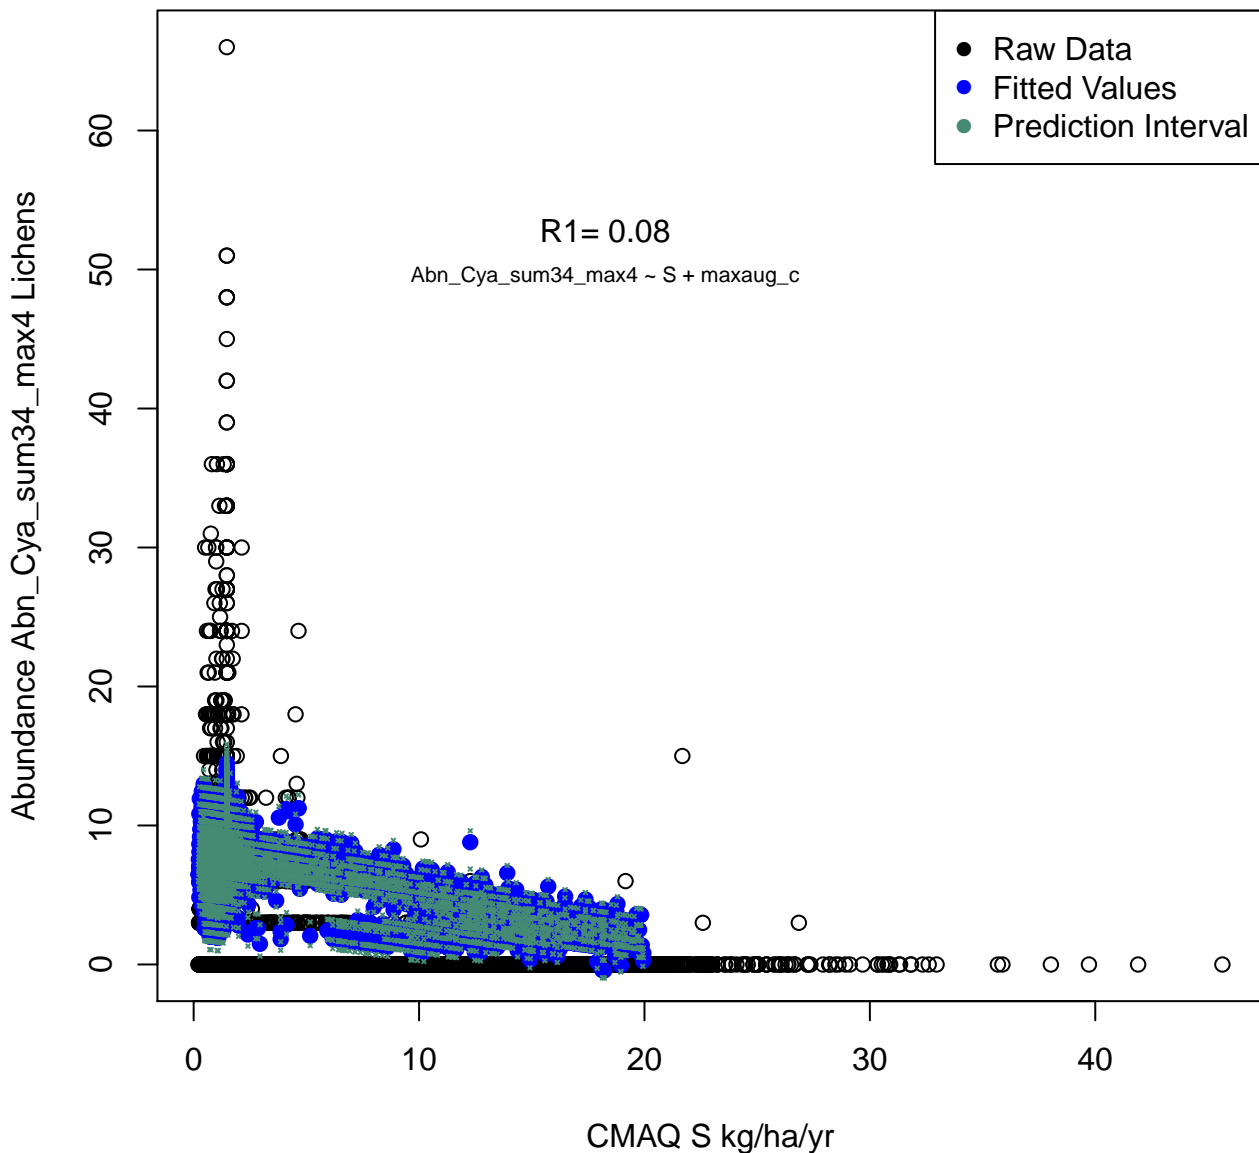 Raw Data
Fitted Values
Prediction Interval
R1= 0.08
Abn_Cya_sum34_max4 ~ S + maxaug_c
Abundance Abn_Cya_sum34_max4 Lichens
60
50
40
30
20
10
0
0 10 20 30 40
CMAQ S kg/ha/yr